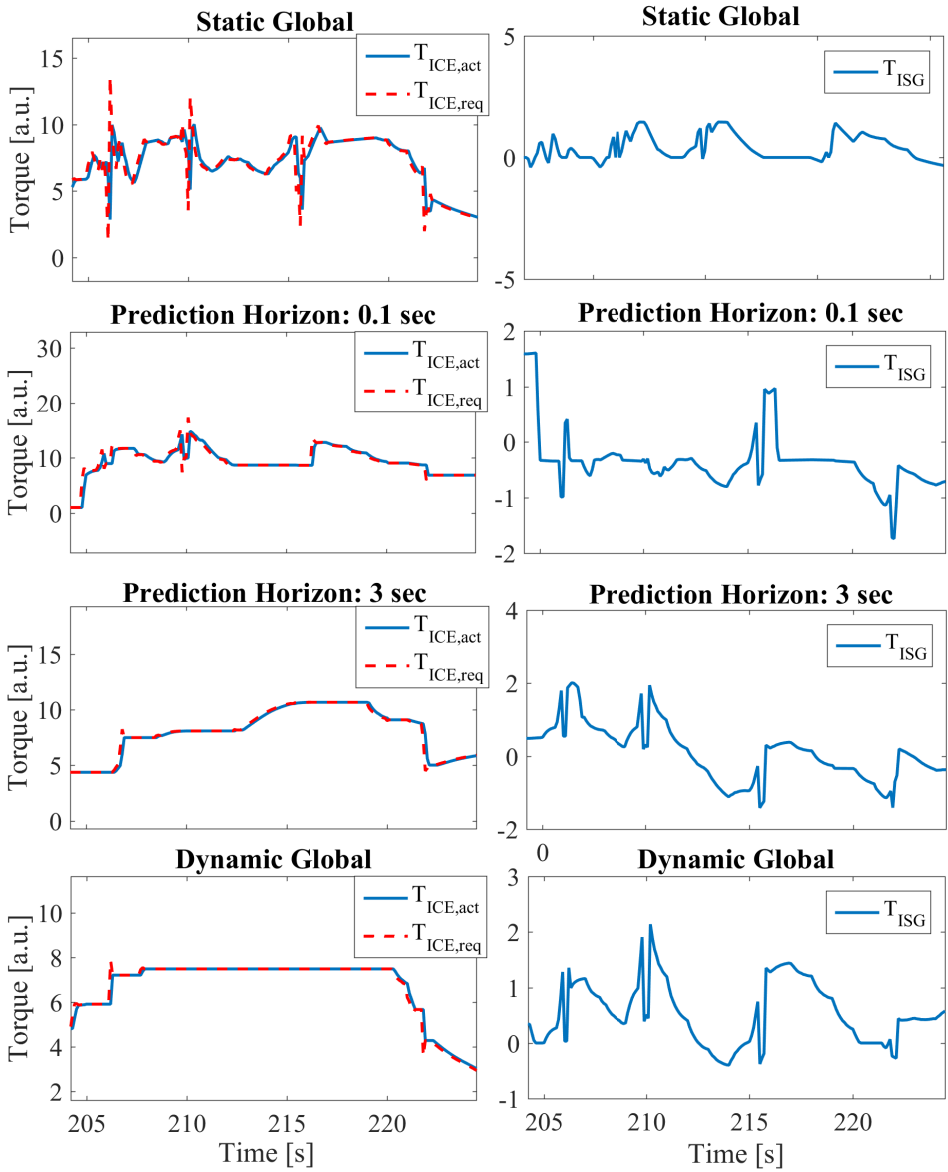 Static Global
Torque [a.u.]
15
10
5
0
T_ICE,act
T_ICE,req
Static Global
5
0
-5
T_ISG
Prediction Horizon: 0.1 sec
Torque [a.u.]
30
20
10
0
T_ICE,act
T_ICE,req
Prediction Horizon: 0.1 sec
2
1
0
-1
-2
T_ISG
Prediction Horizon: 3 sec
Torque [a.u.]
15
10
5
0
T_ICE,act
T_ICE,req
Prediction Horizon: 3 sec
4
2
0
-2
0
T_ISG
Dynamic Global
Torque [a.u.]
10
8
6
4
2
T_ICE,act
T_ICE,req
205 210 215 220
Time [s]
Dynamic Global
3
2
1
0
-1
T_ISG
205 210 215 220
Time [s]